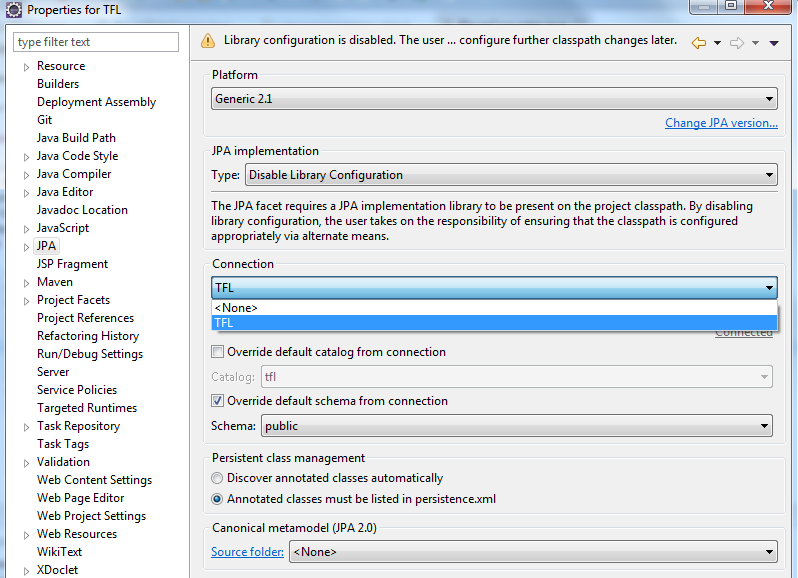 Properties for TFL
type filter text
Resource
Builders
Deployment Assembly
Git
Java Build Path
Java Code Style
Java Compiler
Java Editor
Javadoc Location
JavaScript
JPA
JSP Fragment
Maven
Project Facets
Project References
Refactoring History
Run/Debug Settings
Server
Service Policies
Targeted Runtimes
Task Repository
Task Tags
Validation
Web Content Settings
Web Page Editor
Web Project Settings
Web Resources
WikiText
XDoclet
Library configuration is disabled. The user ... configure further classpath changes later.
Platform
Generic 2.1
Change JPA version...
JPA implementation
Type: Disable Library Configuration
The JPA facet requires a JPA implementation library to be present on the project classpath. By disabling
library configuration, the user takes on the responsibility of ensuring that the classpath is configured
appropriately via alternate means.
Connection
TFL
<None>
TFL
Connected
Override default catalog from connection
Catalog: tfl
Override default schema from connection
Schema: public
Persistent class management
Discover annotated classes automatically
Annotated classes must be listed in persistence.xml
Canonical metamodel (JPA 2.0)
Source folder: <None>